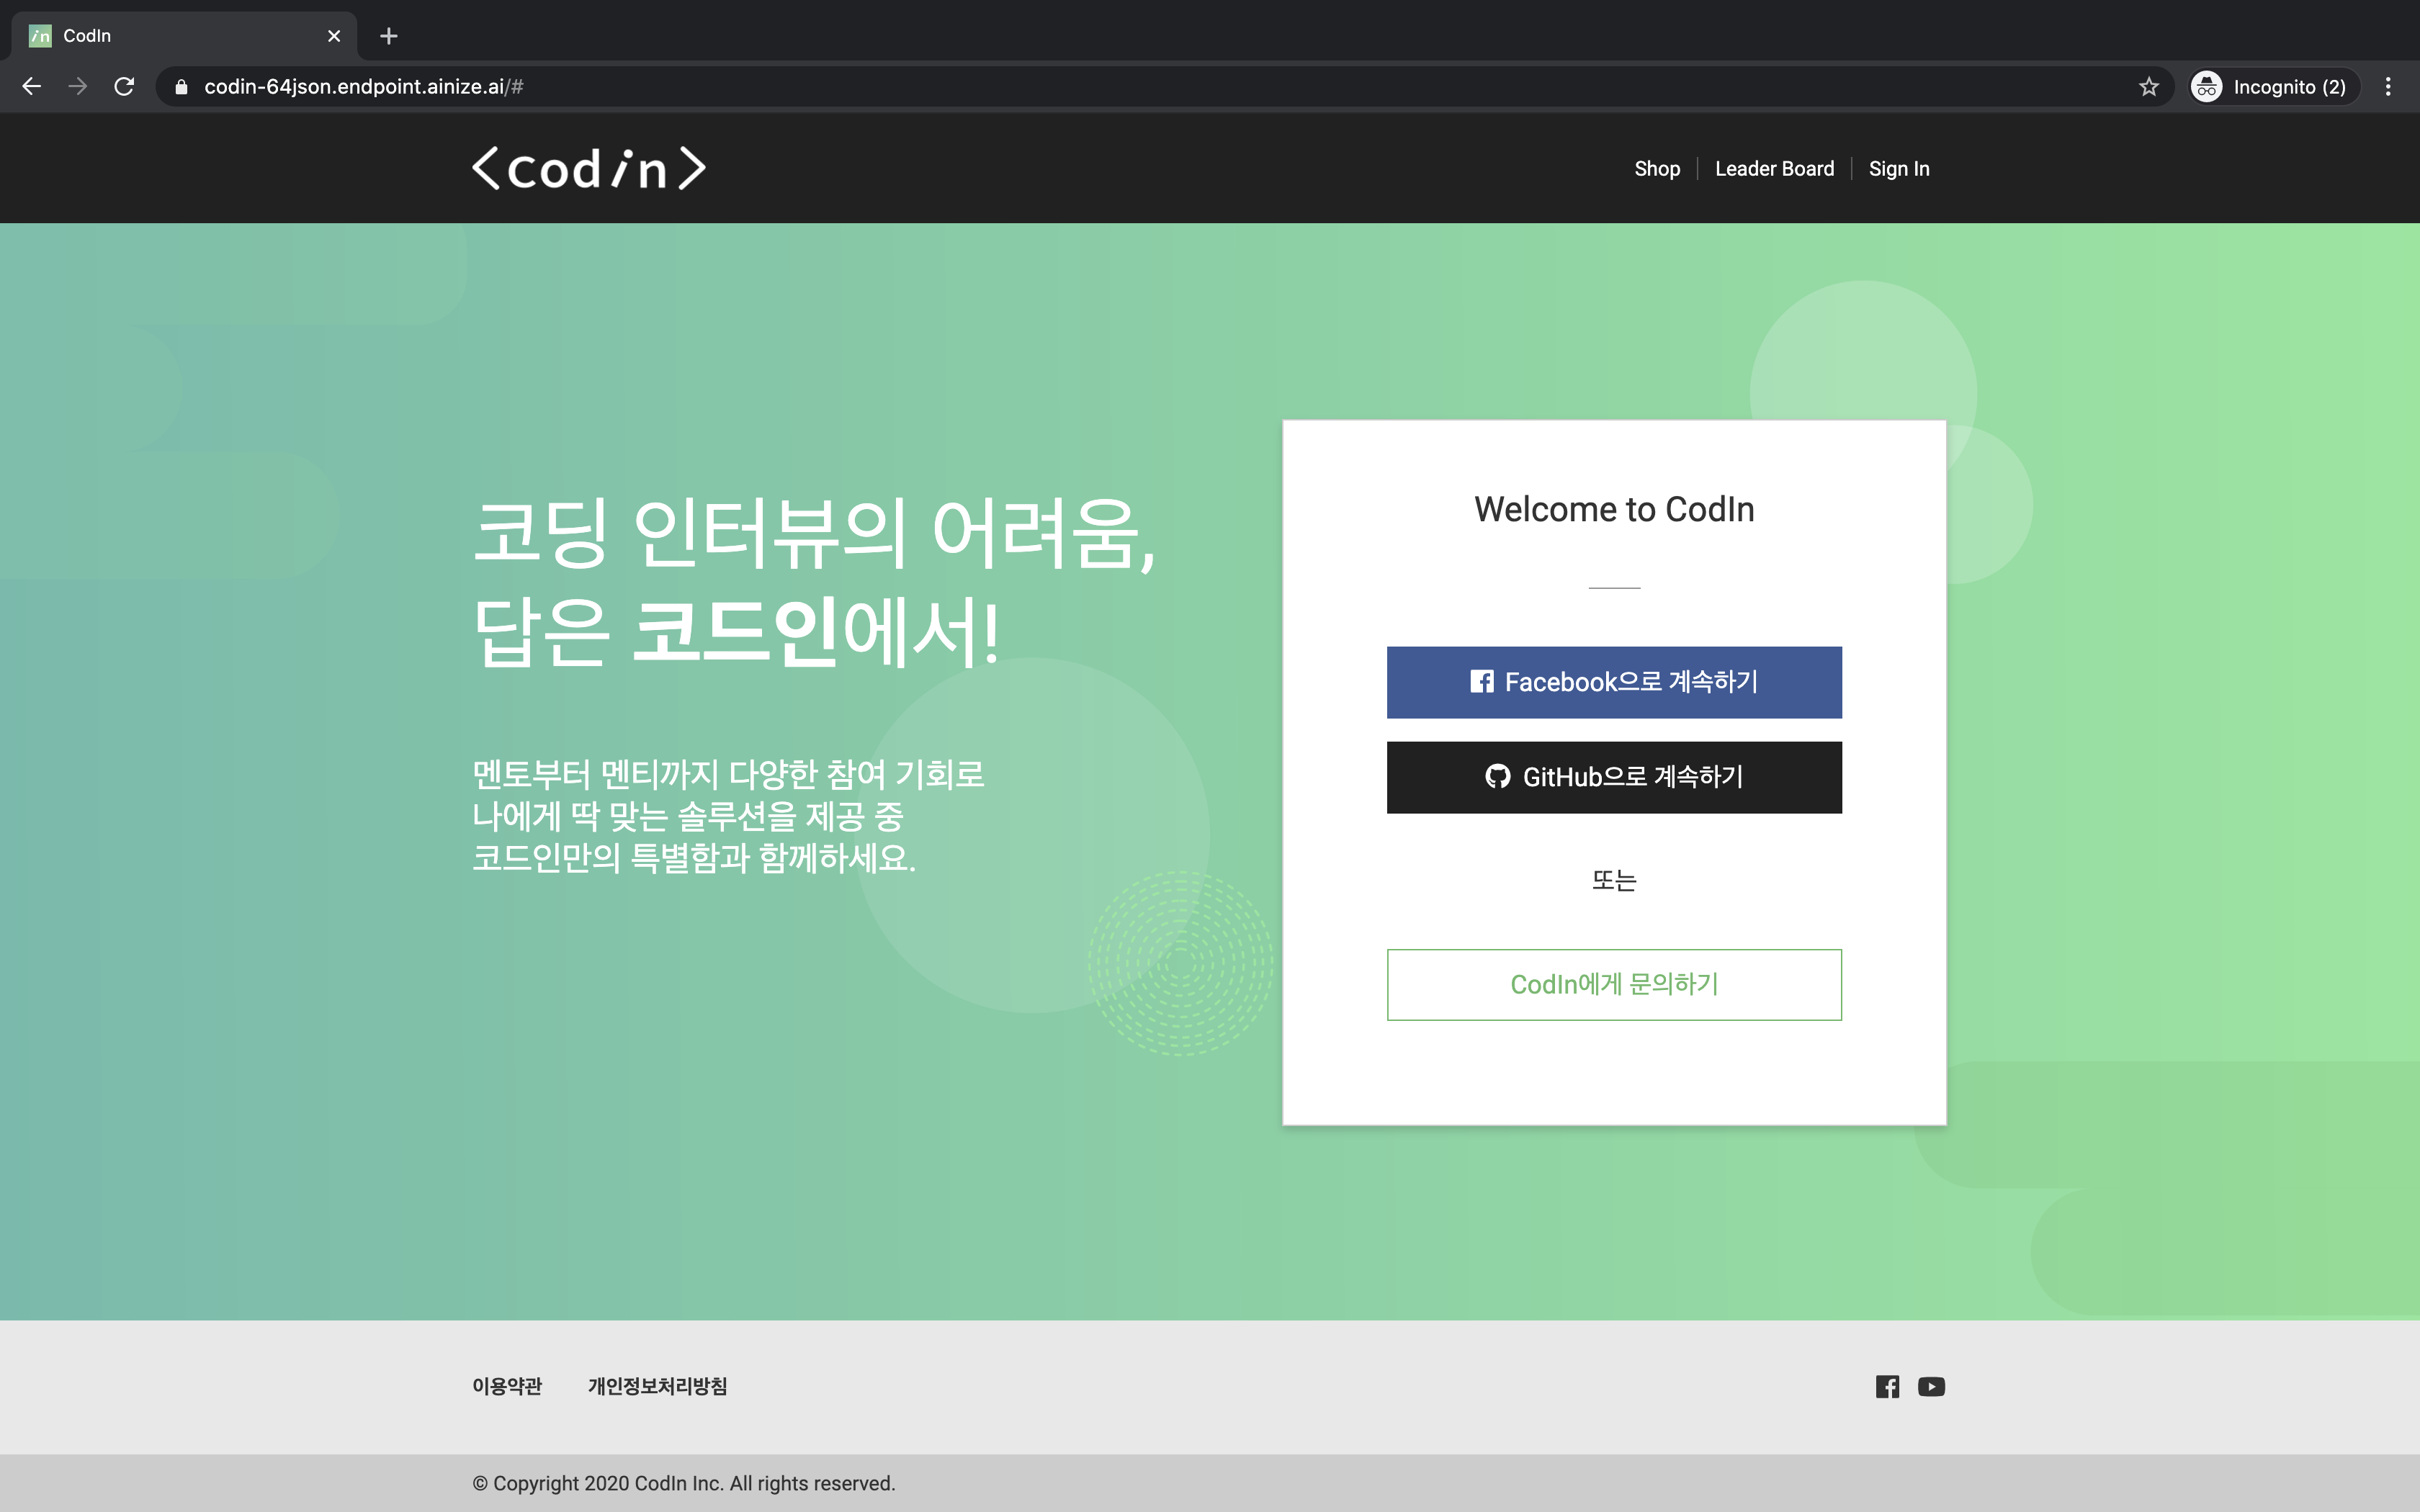 in CodIn
codin-64json.endpoint.ainize.ai/#
Incognito (2)
<codin>
Shop
Leader Board
Sign In
코딩 인터뷰의 어려움,
답은 코드인에서!
멘토부터 멘티까지 다양한 참여 기회로
나에게 딱 맞는 솔루션을 제공 중
코드인만의 특별함과 함께하세요.
Welcome to CodIn
Facebook으로 계속하기
GitHub으로 계속하기
또는
CodIn에게 문의하기
이용약관
개인정보처리방침
© Copyright 2020 CodIn Inc. All rights reserved.